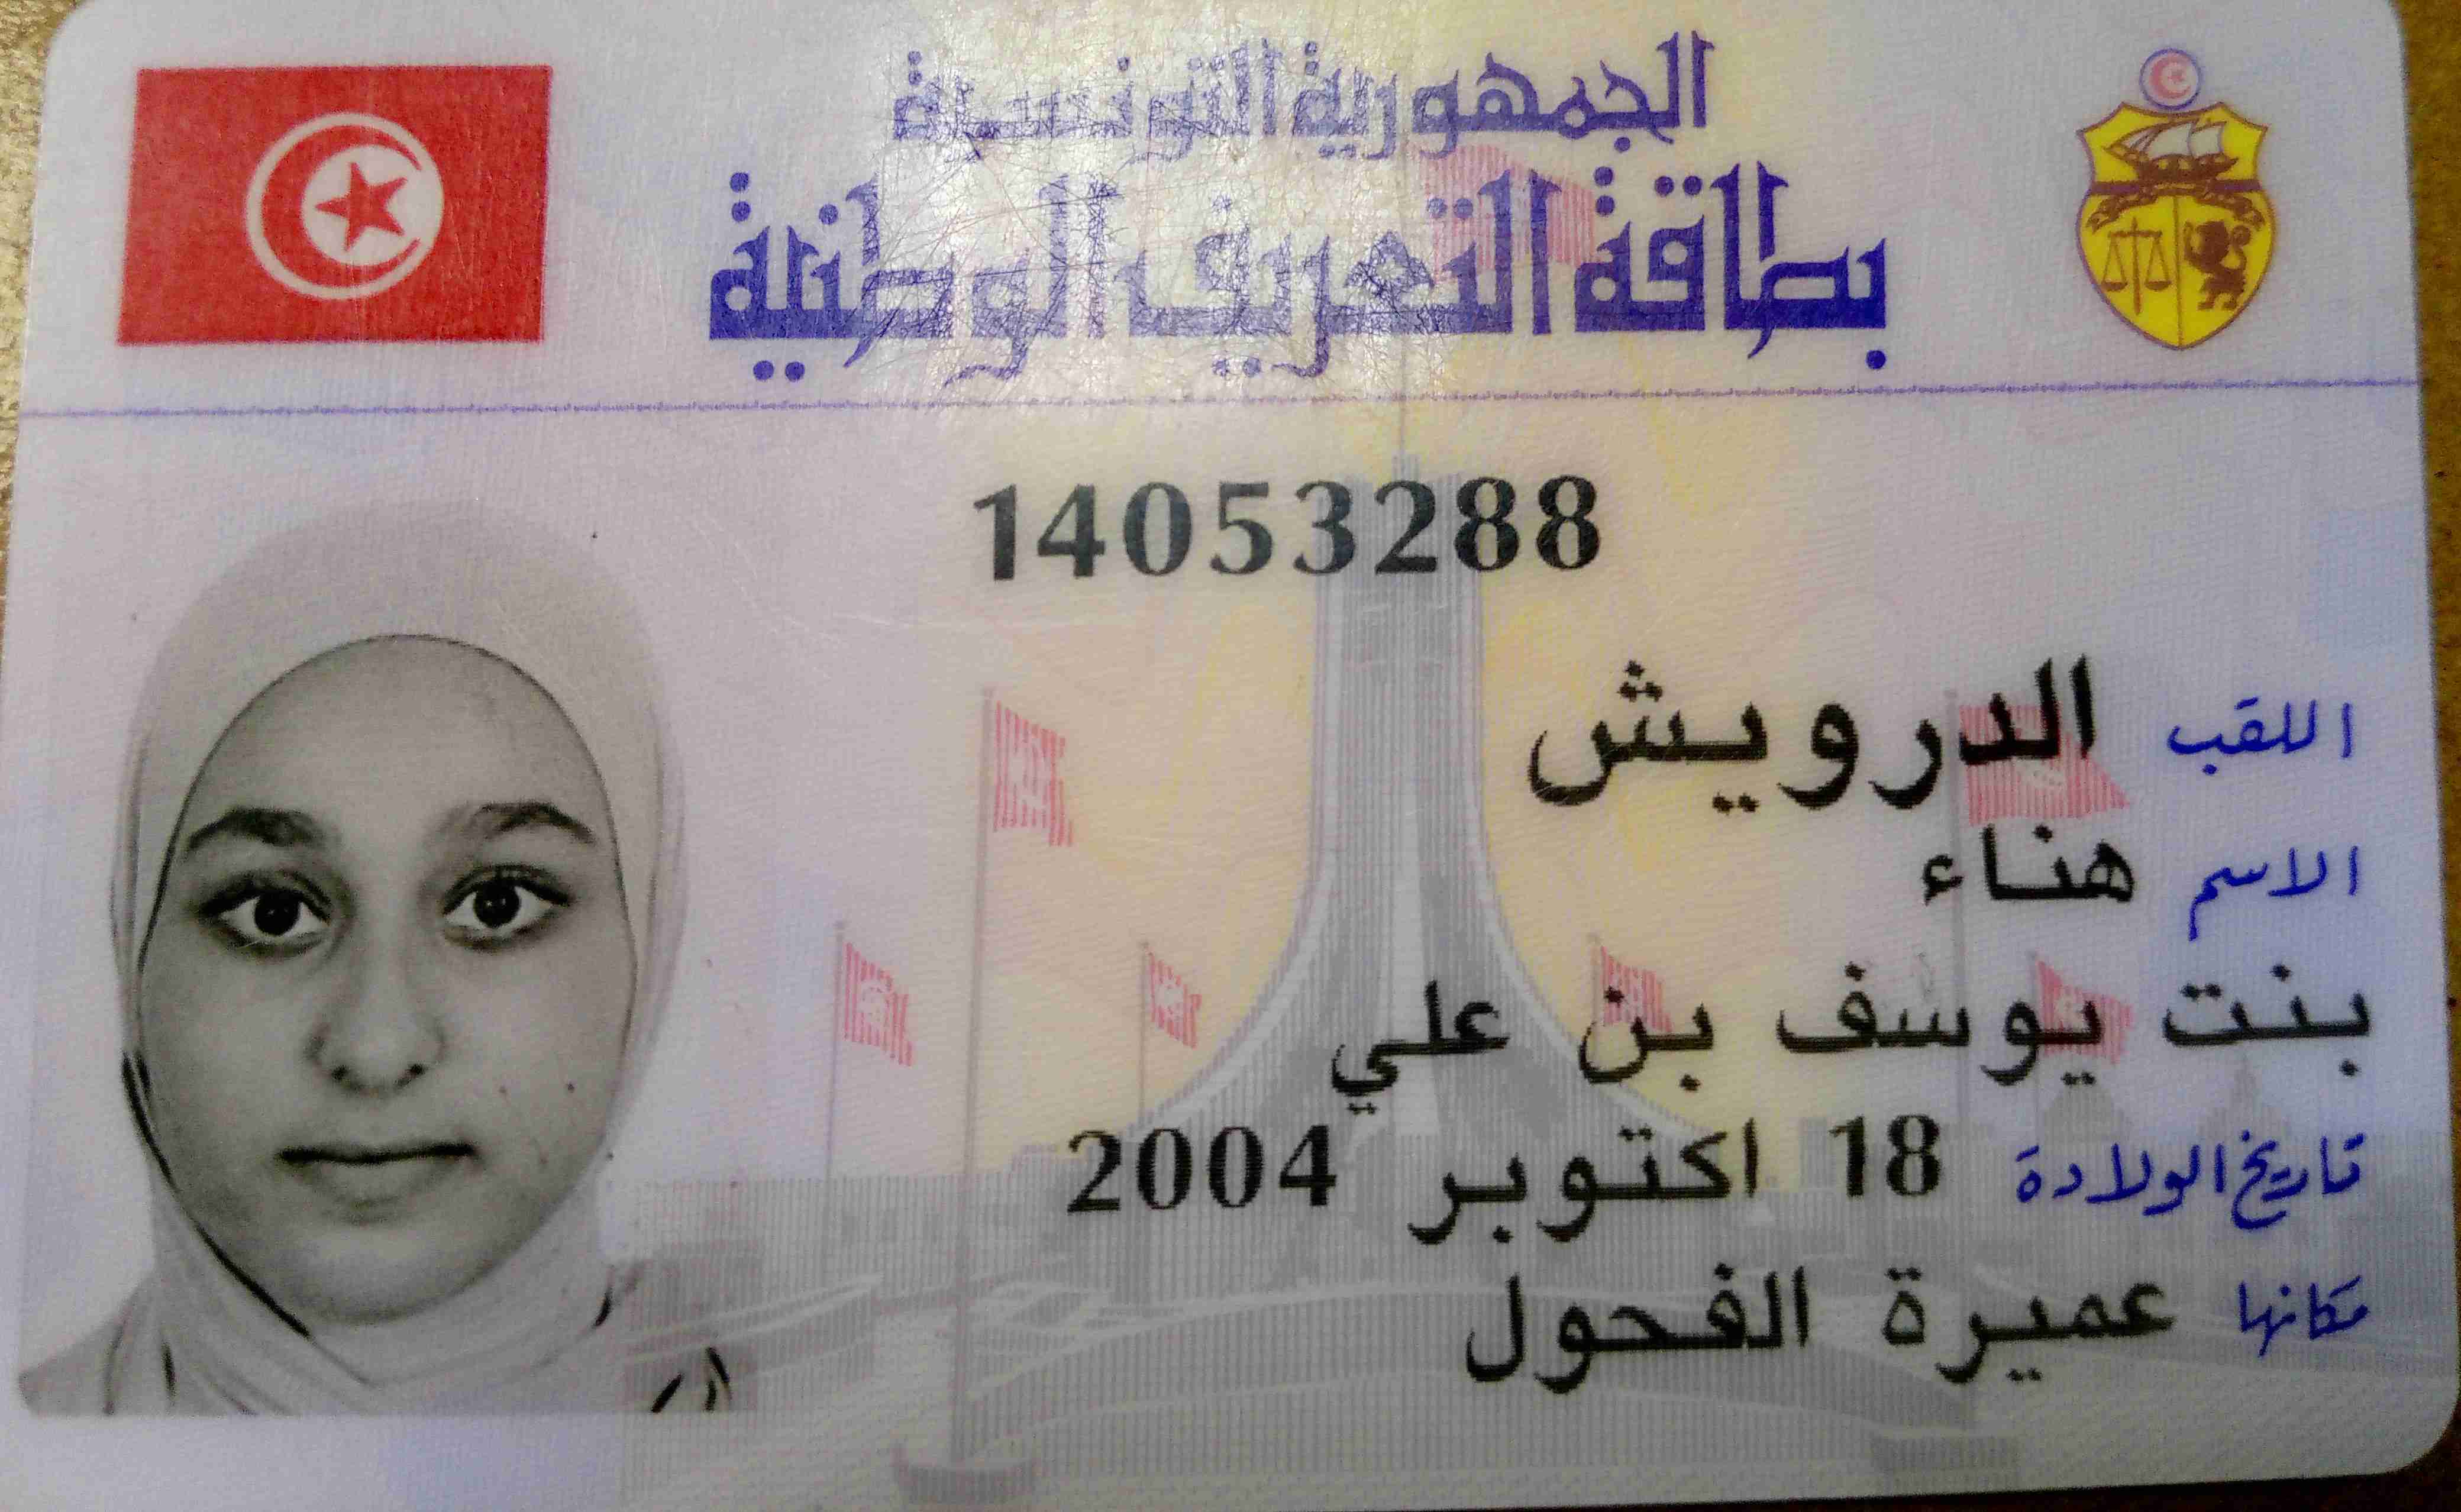 الجمهورية التونسية
بطاقة التعريف الوطنية
14053288
اللقب الدرويش
الاسم هناء
بنت يوسف بن علي
تاريخ الولادة 18 اكتوبر 2004
مكانها عميرة الفحول